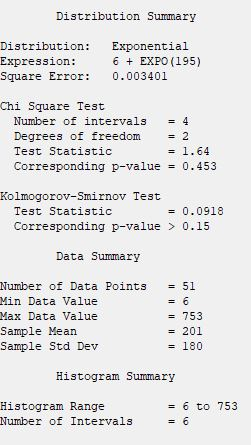 Distribution Summary
Distribution: Exponential
Expression: 6 + EXPO(195)
Square Error: 0.003401
Chi Square Test
Number of intervals = 4
Degrees of freedom = 2
Test Statistic = 1.64
Corresponding p-value = 0.453
Kolmogorov-Smirnov Test
Test Statistic = 0.0918
Corresponding p-value > 0.15
Data Summary
Number of Data Points = 51
Min Data Value = 6
Max Data Value = 753
Sample Mean = 201
Sample Std Dev = 180
Histogram Summary
Histogram Range = 6 to 753
Number of Intervals = 6